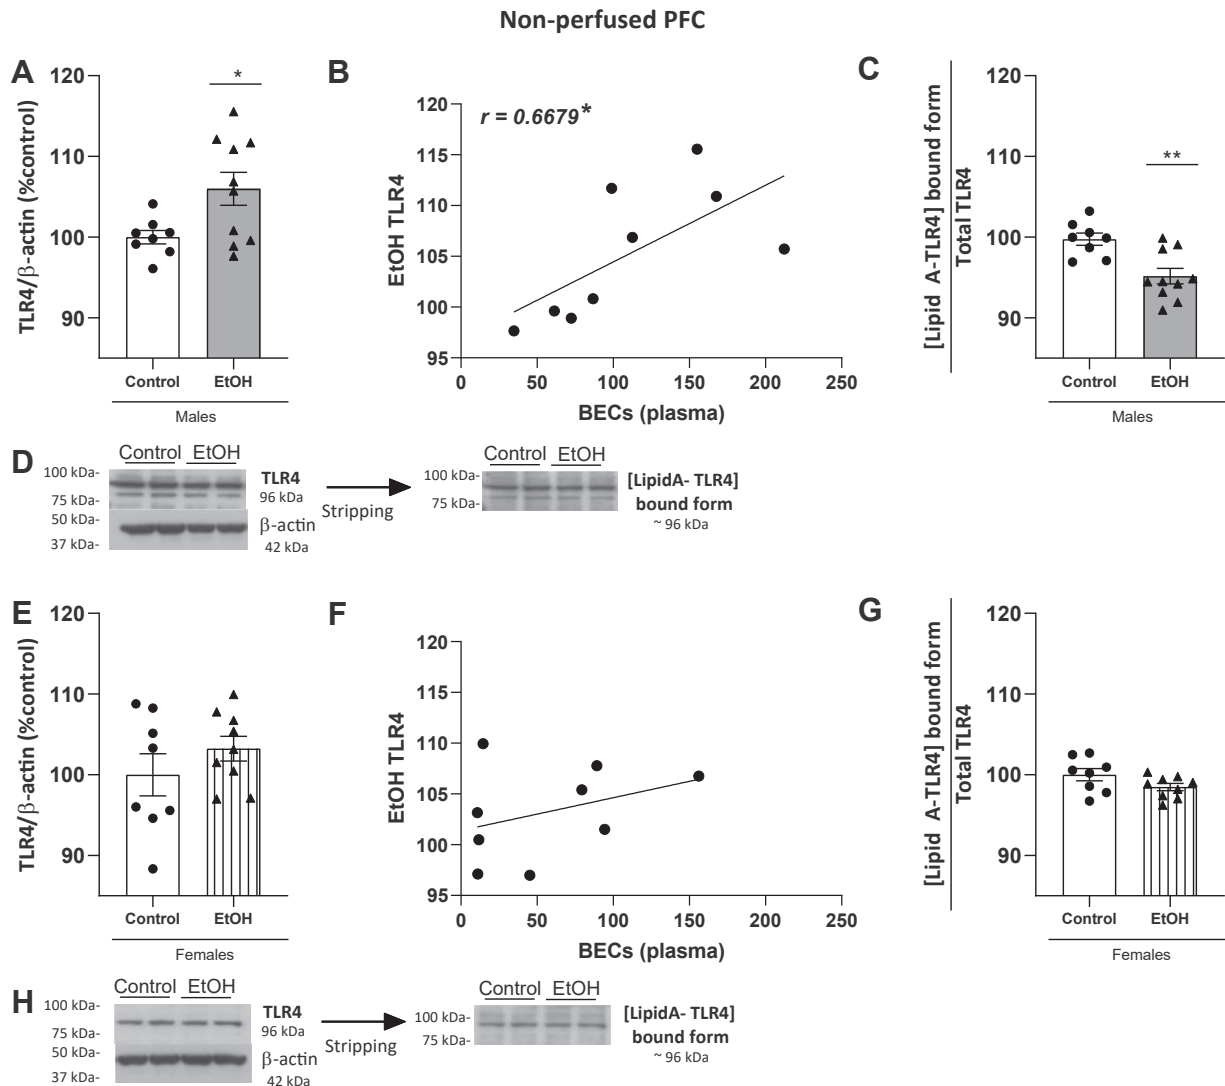 Non-perfused PFC
A
TLR4/β-actin (%control)
120
110
100
90
*
Control
EtOH
Males
B
EtOH TLR4
120
115
110
105
100
95
r = 0.6679*
0
50
100
150
200
250
BECs (plasma)
C
[Lipid A-TLR4] bound form
Total TLR4
120
110
100
90
**
Control
EtOH
Males
D
Control EtOH
100 kDa-
75 kDa-
50 kDa-
37 kDa-
TLR4
96 kDa
β-actin
42 kDa
Stripping
Control EtOH
100 kDa-
75 kDa-
[LipidA- TLR4]
bound form
~ 96 kDa
E
TLR4/β-actin (%control)
120
110
100
90
Control
EtOH
Females
F
EtOH TLR4
120
115
110
105
100
95
0
50
100
150
200
250
BECs (plasma)
G
[Lipid A-TLR4] bound form
Total TLR4
120
110
100
90
Control
EtOH
Females
H
Control EtOH
100 kDa-
75 kDa-
50 kDa-
37 kDa-
TLR4
96 kDa
β-actin
42 kDa
Stripping
Control EtOH
100 kDa-
75 kDa-
[LipidA- TLR4]
bound form
~ 96 kDa